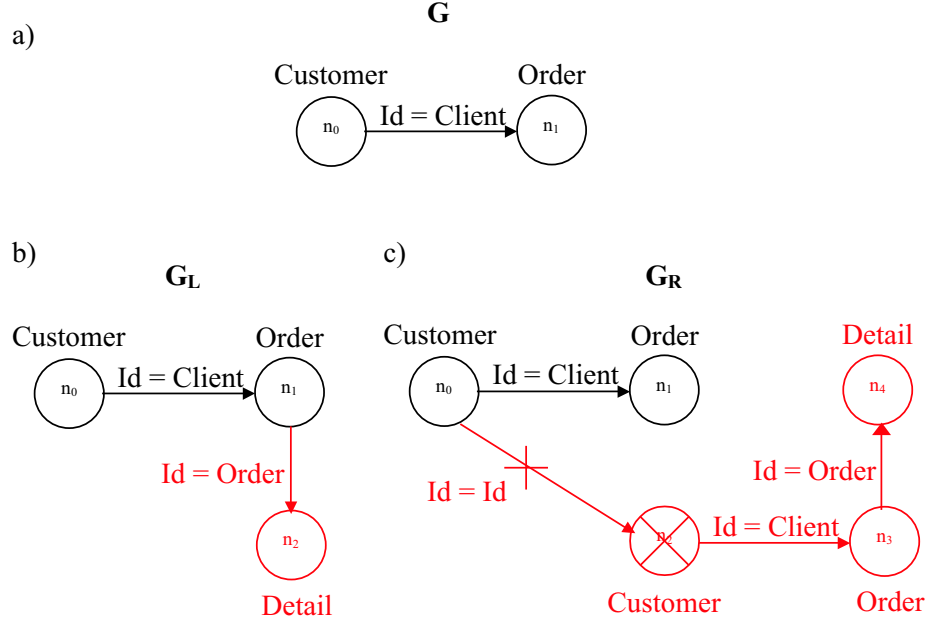 G
a)
Customer
Order
n0
Id = Client
n1
b)
GL
Customer
Order
n0
Id = Client
n1
Id = Order
n2
Detail
c)
GR
Customer
Order
Detail
n0
Id = Client
n1
n4
Id = Id
Id = Order
n2
Id = Client
n3
Customer
Order